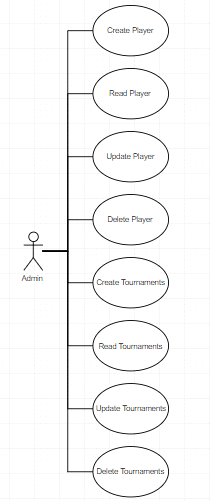 Create Player
Read Player
Update Player
Delete Player
Admin
Create Tournaments
Read Tournaments
Update Tournaments
Delete Tournaments